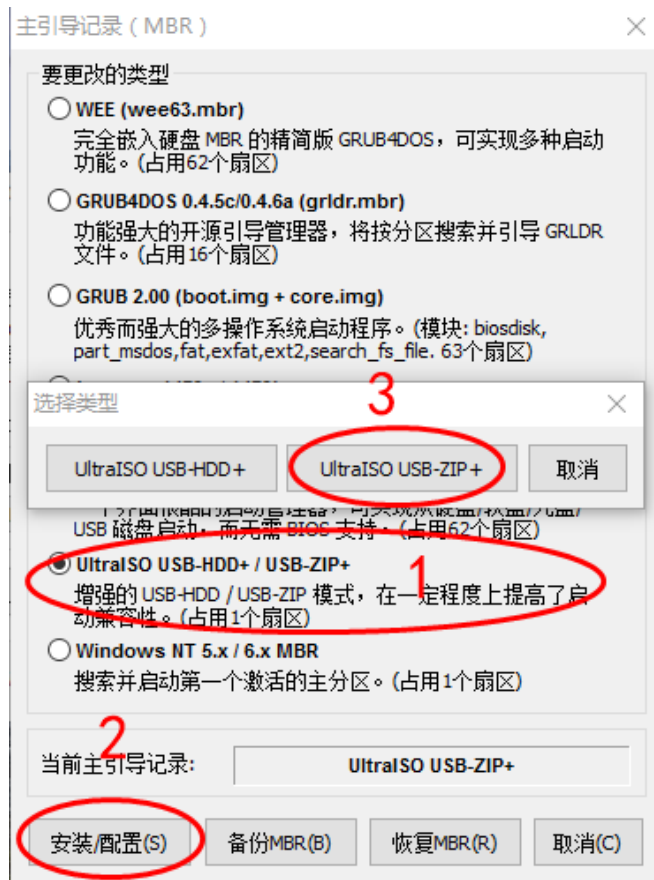 主引导记录（MBR）
要更改的类型
WEE (wee63.mbr)
完全嵌入硬盘 MBR 的精简版 GRUB4DOS，可实现多种启动
功能。(占用62个扇区)
GRUB4DOS 0.4.5c/0.4.6a (grldr.mbr)
功能强大的开源引导管理器，将按分区搜索并引导 GRLDR
文件。(占用16个扇区)
GRUB 2.00 (boot.img + core.img)
优秀而强大的多操作系统启动程序。(模块: biosdisk,
part_msdos,fat,exfat,ext2,search_fs_file. 63个扇区)
3
选择类型
UltraISO USB-HDD+
UltraISO USB-ZIP+
取消
USB 磁盘启动，而无需 BIOS 支持。(占用62个扇区)
1
UltraISO USB-HDD+ / USB-ZIP+
增强的 USB-HDD / USB-ZIP 模式，在一定程度上提高了启
动兼容性。(占用1个扇区)
Windows NT 5.x / 6.x MBR
搜索并启动第一个激活的主分区。(占用1个扇区)
2
当前主引导记录:
UltraISO USB-ZIP+
安装/配置(S)
备份MBR(B)
恢复MBR(R)
取消(C)